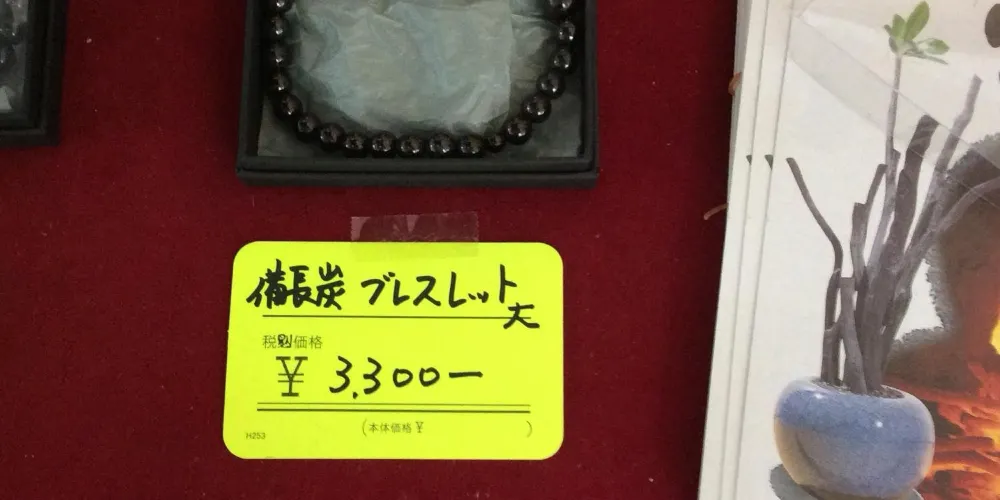 備長炭 ブレスレット
大
税別価格
¥ 3,300ー
(本体価格¥ )
H253